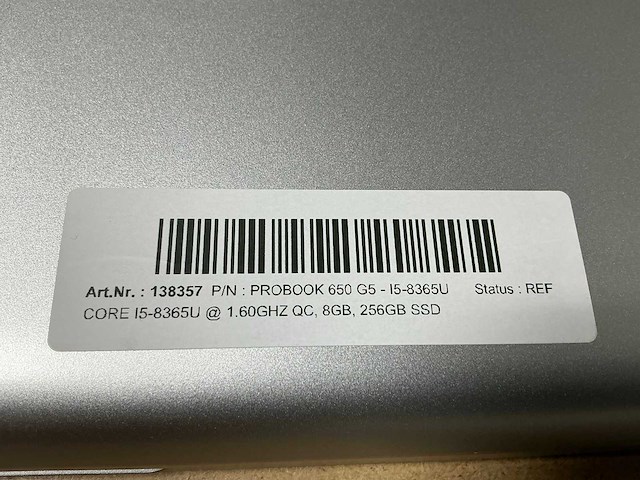 Art.Nr. : 138357 P/N : PROBOOK 650 G5 - I5-8365U Status : REF
CORE I5-8365U @ 1.60GHZ QC, 8GB, 256GB SSD